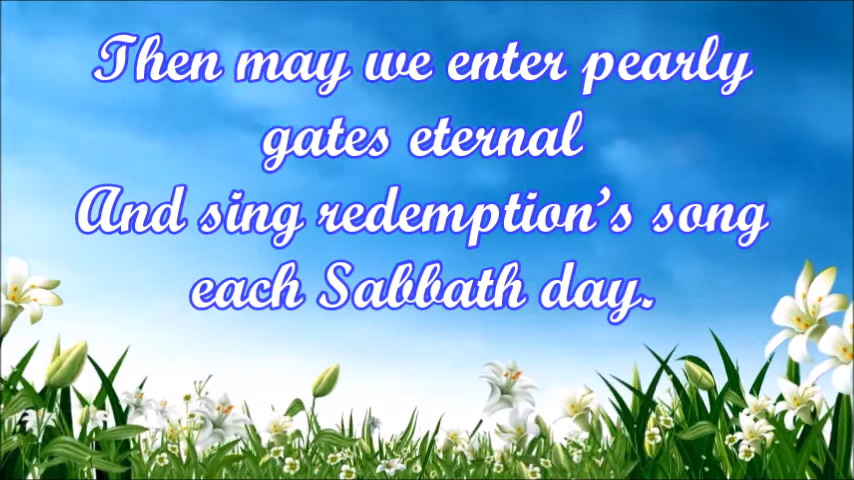 Then may we enter pearly
gates eternal
And sing redemption's song
each Sabbath day.